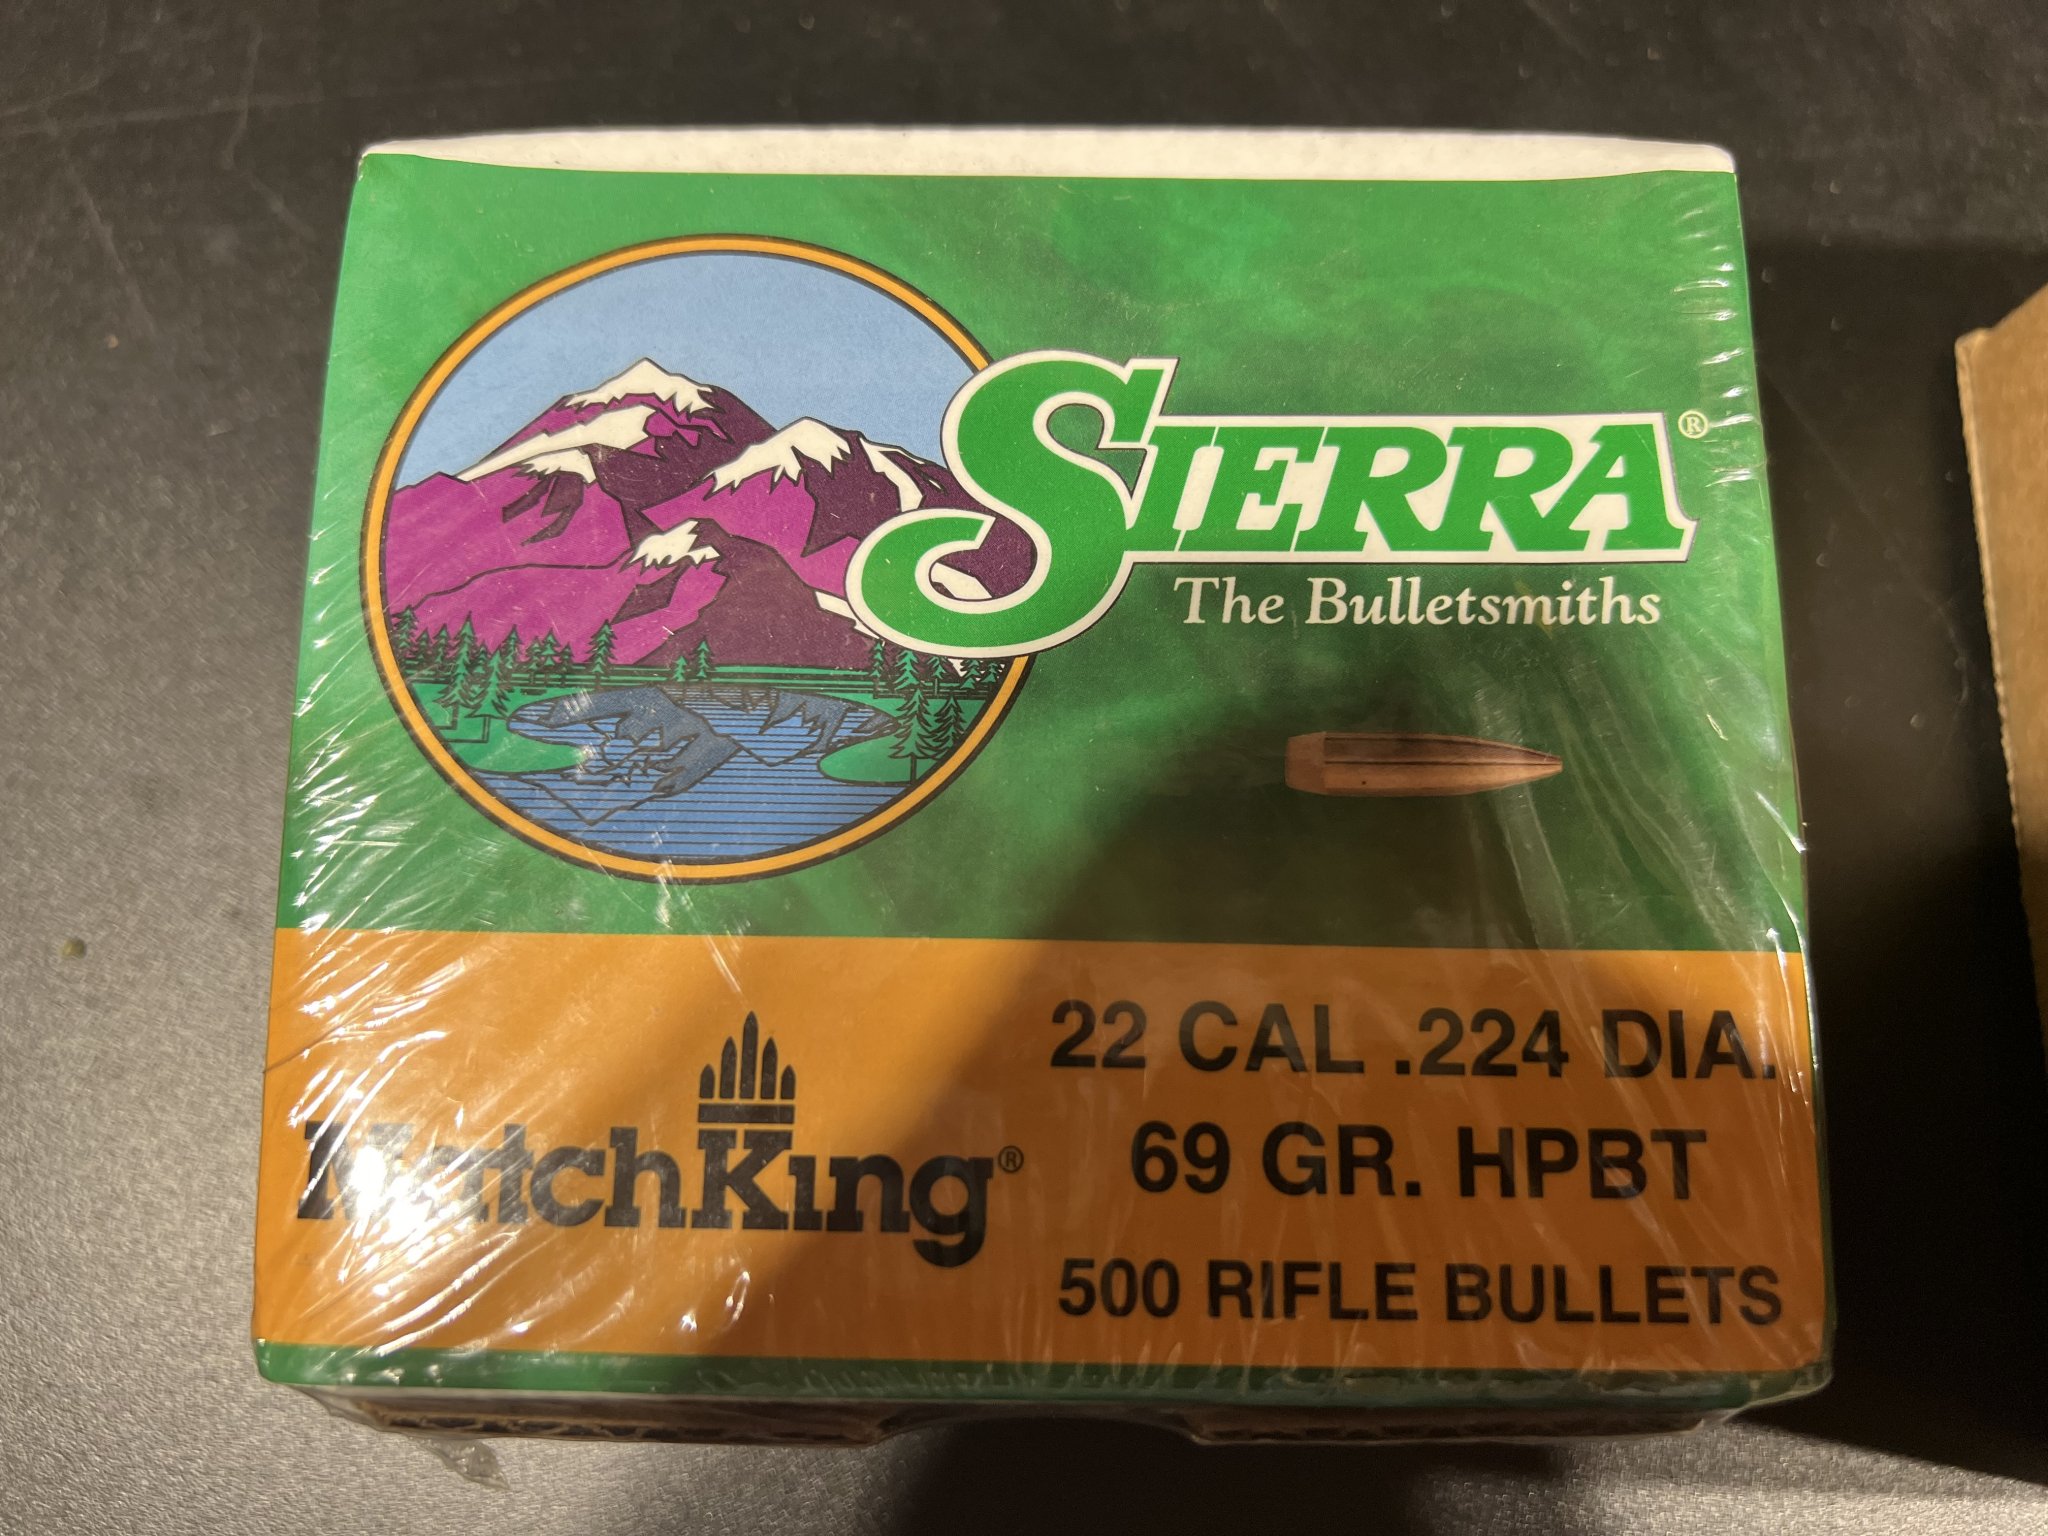 SIERRA®
The Bulletsmiths
MatchKing®
22 CAL .224 DIA.
69 GR. HPBT
500 RIFLE BULLETS